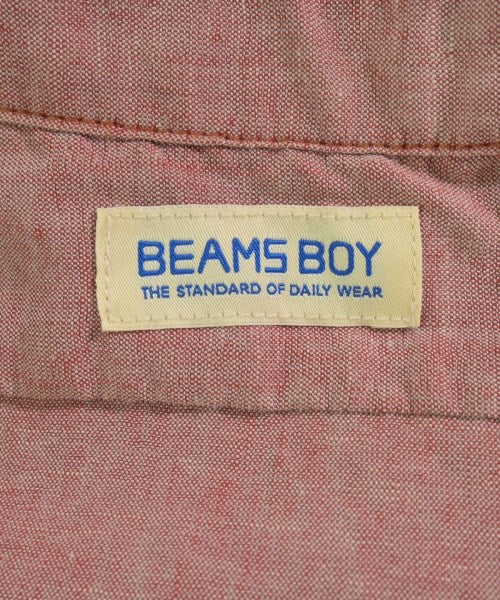 BEAMS BOY
THE STANDARD OF DAILY WEAR